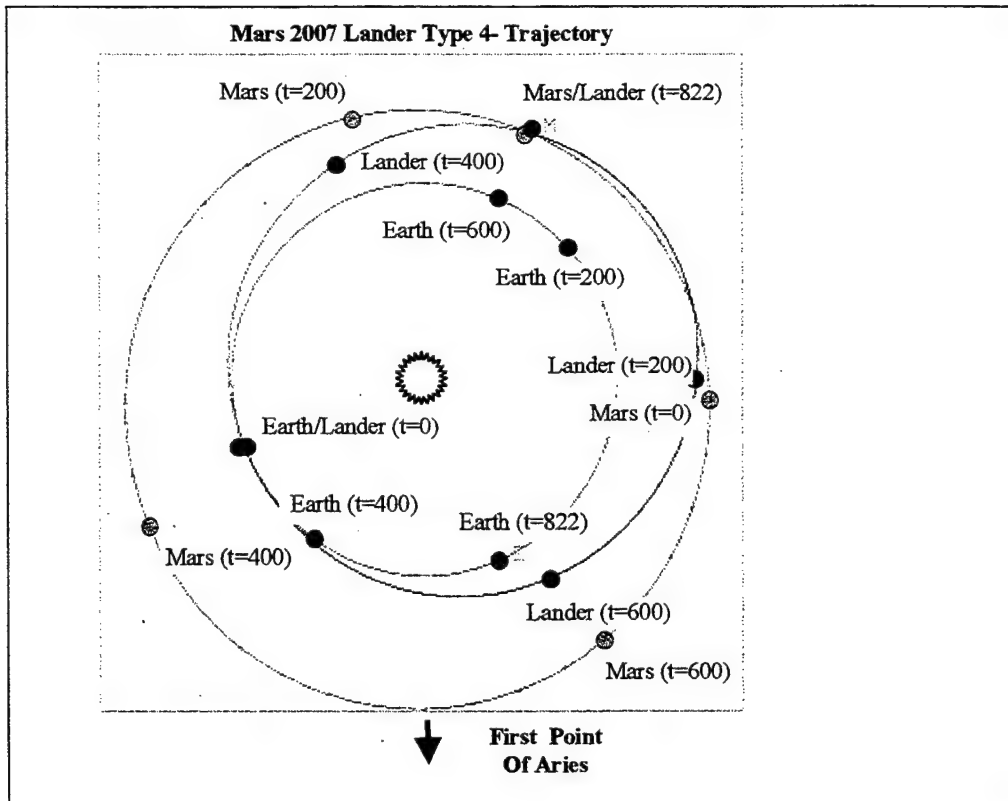 Mars 2007 Lander Type 4- Trajectory
Mars (t=200)
Mars/Lander (t=822)
Lander (t=400)
Earth (t=600)
Earth (t=200)
Lander (t=200)
Mars (t=0)
Earth/Lander (t=0)
Earth (t=400)
Earth (t=822)
Mars (t=400)
Lander (t=600)
Mars (t=600)
First Point
Of Aries